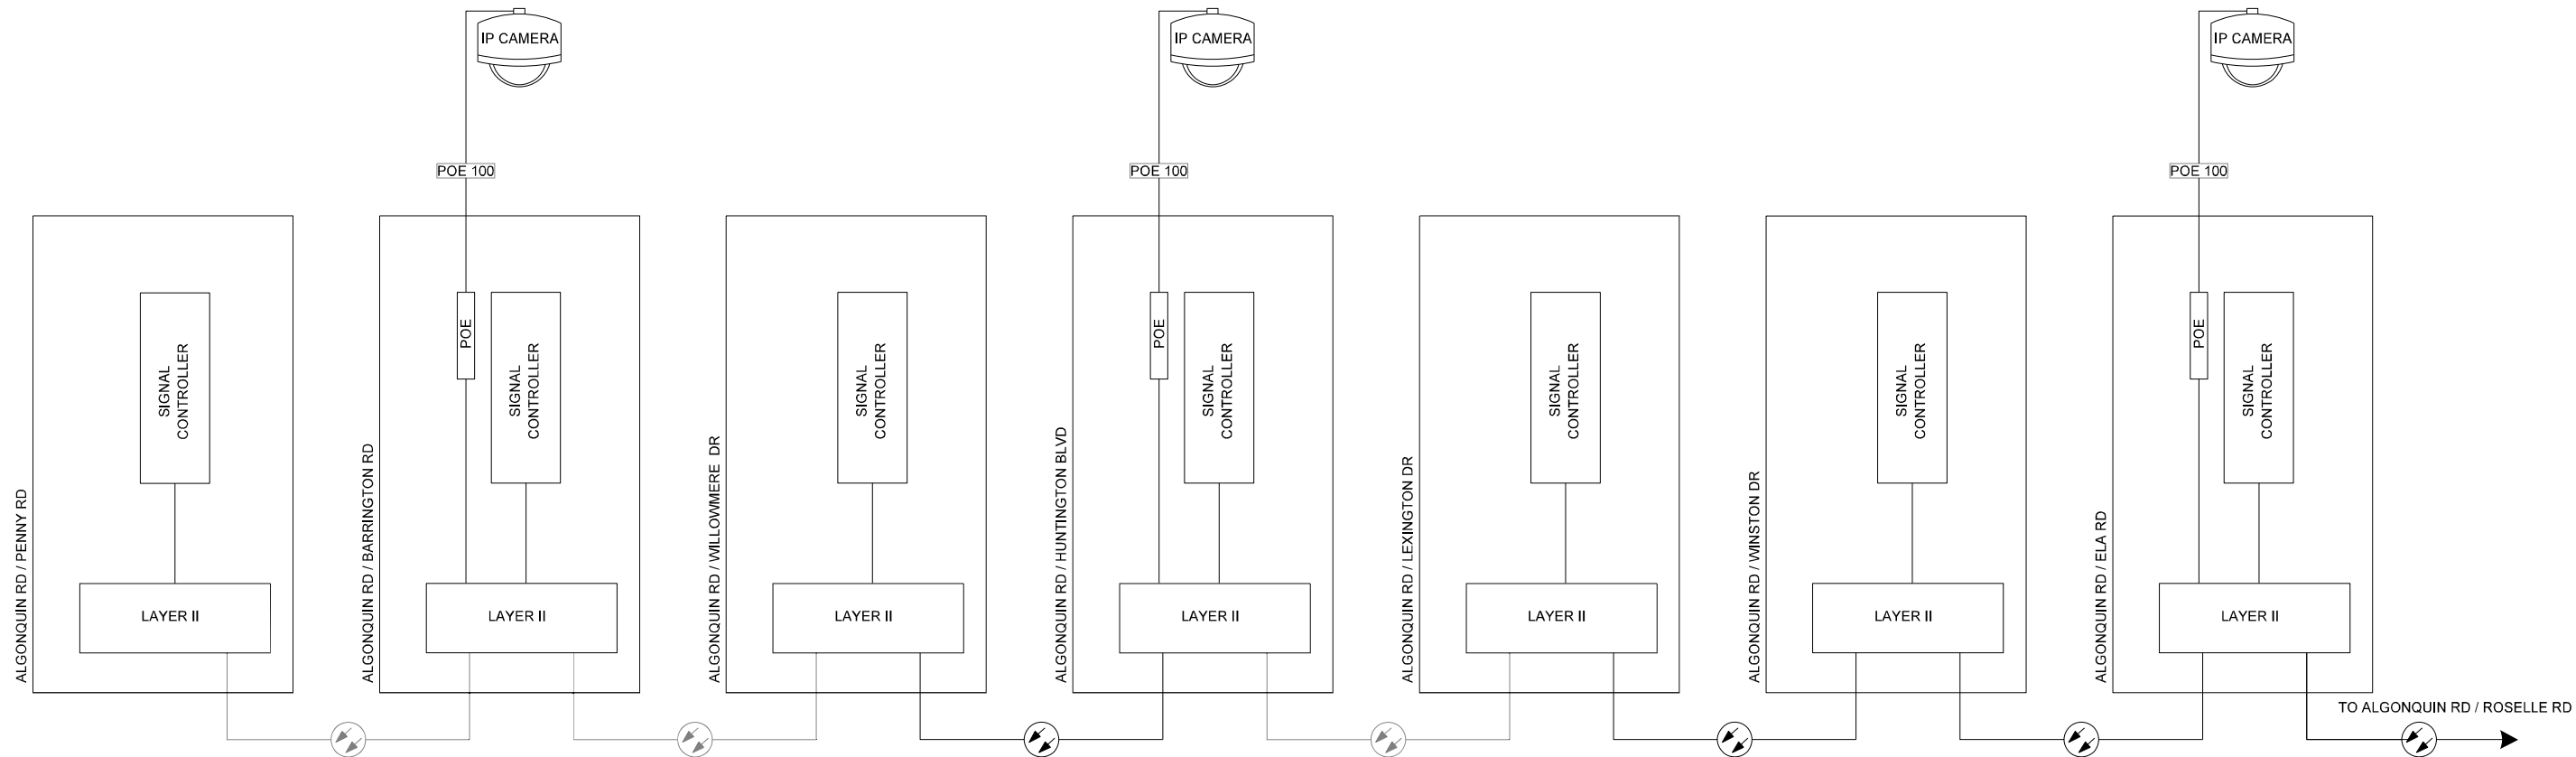 IP CAMERA
IP CAMERA
IP CAMERA
POE 100
POE 100
POE 100
ALGONQUIN RD / PENNY RD
SIGNAL
CONTROLLER
LAYER II
ALGONQUIN RD / BARRINGTON RD
POE
SIGNAL
CONTROLLER
LAYER II
ALGONQUIN RD / WILLOWMERE DR
SIGNAL
CONTROLLER
LAYER II
ALGONQUIN RD / HUNTINGTON BLVD
POE
SIGNAL
CONTROLLER
LAYER II
ALGONQUIN RD / LEXINGTON DR
SIGNAL
CONTROLLER
LAYER II
ALGONQUIN RD / WINSTON DR
SIGNAL
CONTROLLER
LAYER II
ALGONQUIN RD / ELA RD
POE
SIGNAL
CONTROLLER
LAYER II
TO ALGONQUIN RD / ROSELLE RD